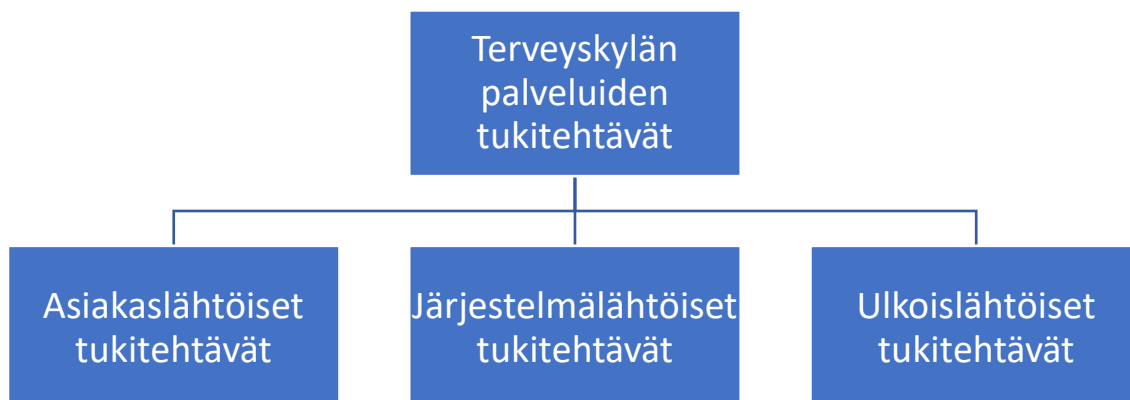 Terveyskylän
palveluiden
tukitehtävät
Asiakaslähtöiset
tukitehtävät
Järjestelmälähtöiset
tukitehtävät
Ulkoislähtöiset
tukitehtävät